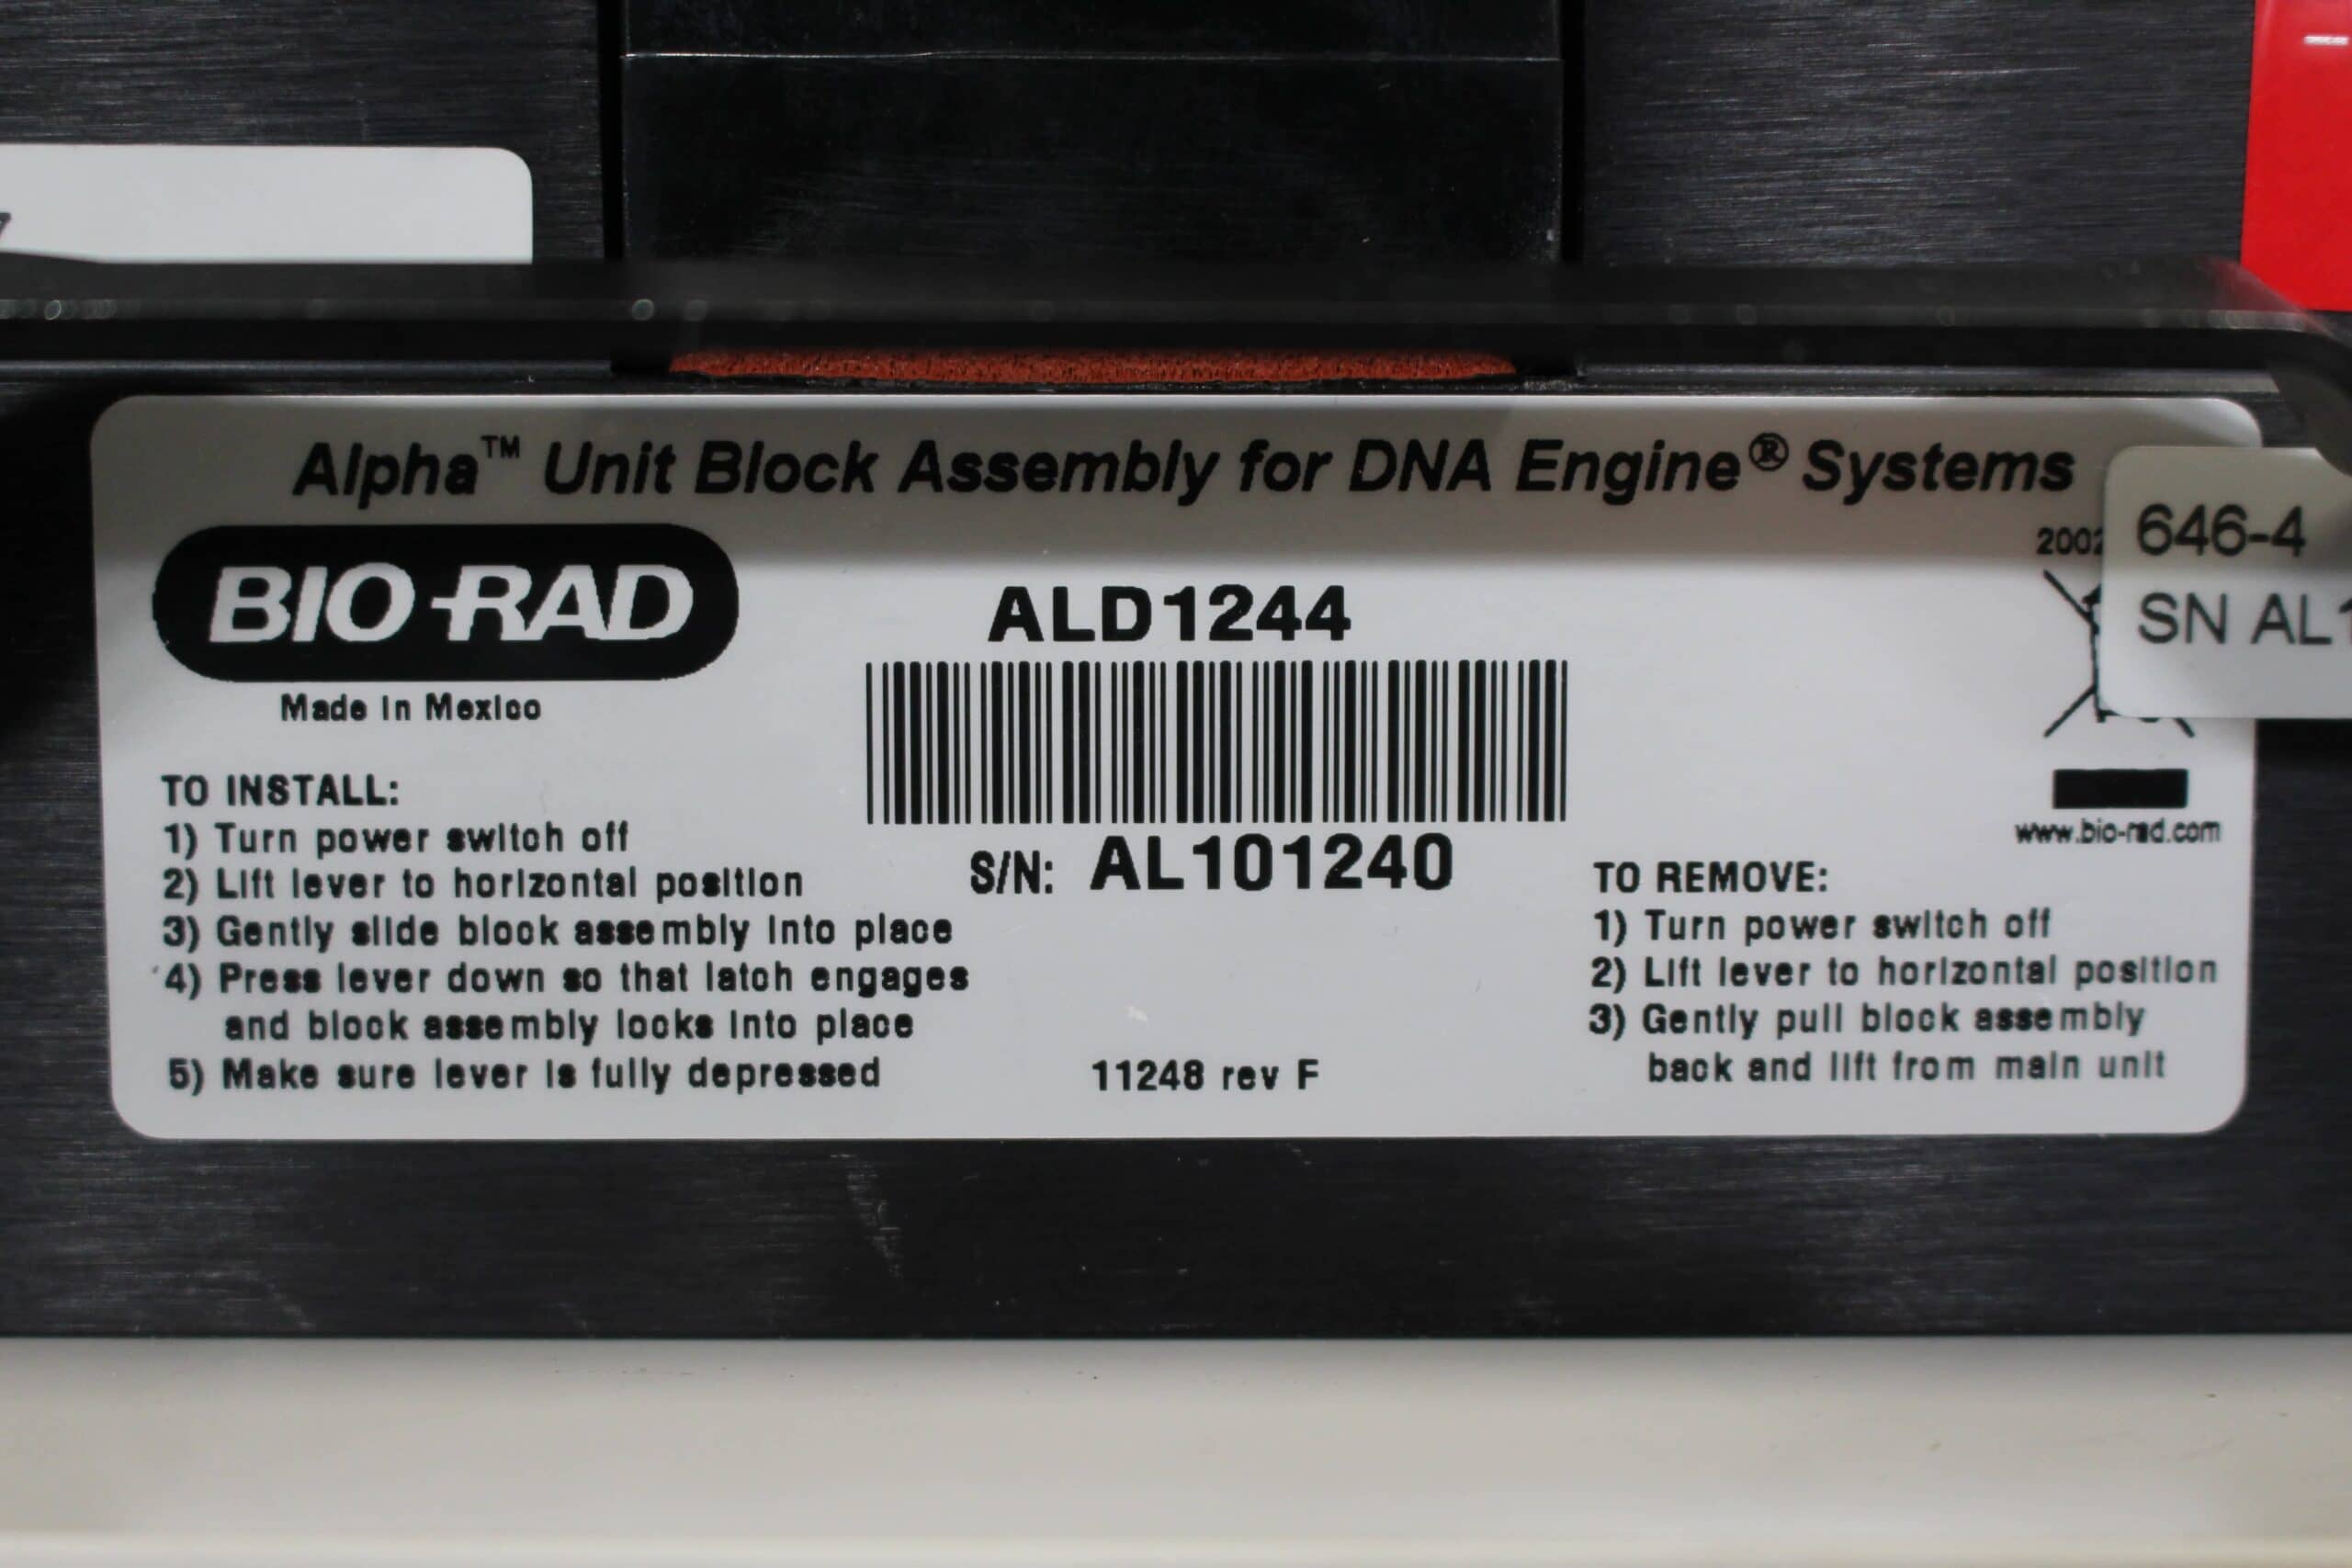 Alpha™ Unit Block Assembly for DNA Engine® Systems
BIO-RAD
Made in Mexico
ALD1244
S/N: AL101240
2002
646-4
SN AL1
www.bio-rad.com
TO INSTALL:
1) Turn power switch off
2) Lift lever to horizontal position
3) Gently slide block assembly into place
4) Press lever down so that latch engages
and block assembly locks into place
5) Make sure lever is fully depressed
11248 rev F
TO REMOVE:
1) Turn power switch off
2) Lift lever to horizontal position
3) Gently pull block assembly
back and lift from main unit